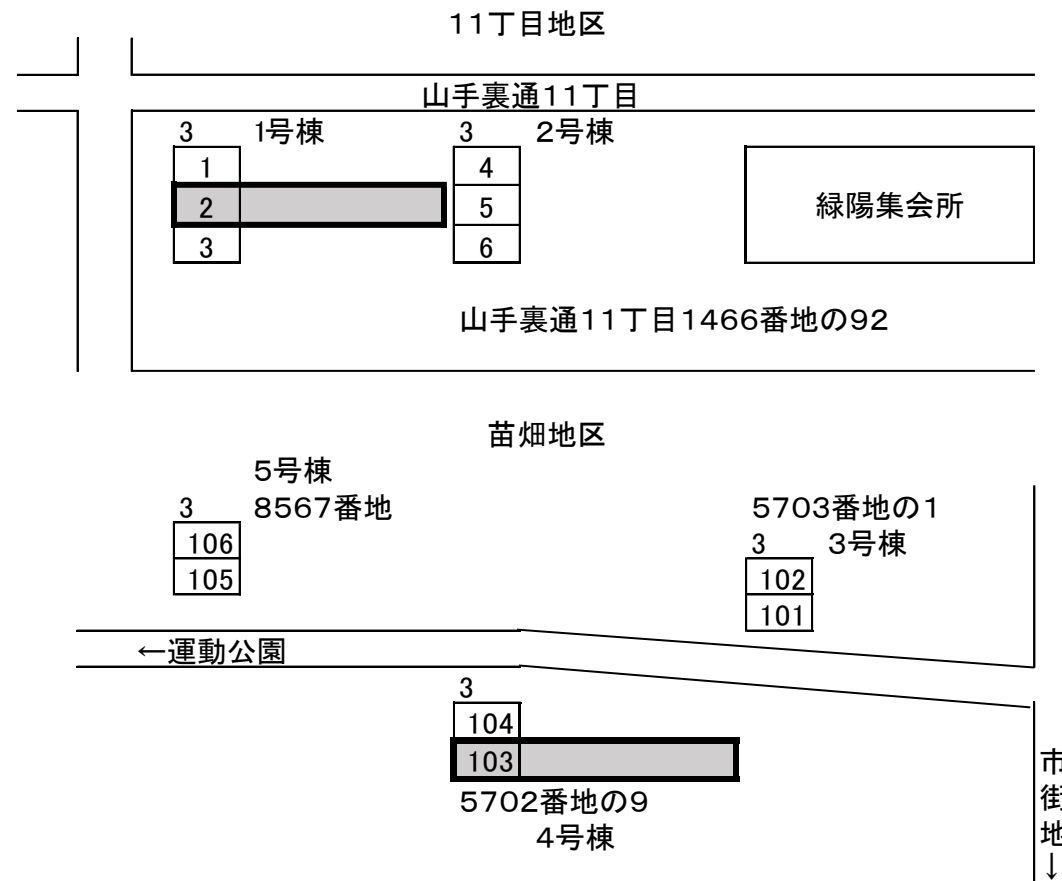 11丁目地区
山手裏通11丁目
3 1号棟 3 2号棟
1 4
2 5 緑陽集会所
3 6
山手裏通11丁目1466番地の92
苗畑地区
5号棟
3 8567番地 5703番地の1
106 3 3号棟
105 102
101
←運動公園
3
104
103
5702番地の9
4号棟
市街地↓